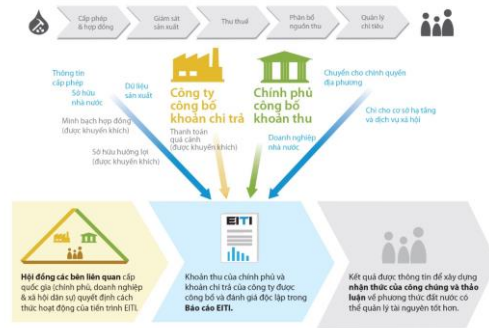 Cấp phép
& hợp đồng
Giám sát
sản xuất
Thu thuế
Phân bổ
nguồn thu
Quản lý
chi tiêu
Thông tin
cấp phép
Sở hữu
nhà nước
Dữ liệu
sản xuất
Minh bạch hợp đồng
(được khuyến khích)
Sở hữu hưởng lợi
(được khuyến khích)
Công ty
công bố
khoản chi trả
Thanh toán
quá cảnh
(được khuyến khích)
Chính phủ
công bố
khoản thu
Doanh nghiệp
nhà nước
Chuyển cho chính quyền
địa phương
Chi cho cơ sở hạ tầng
và dịch vụ xã hội
EITI
Hội đồng các bên liên quan cấp
quốc gia (chính phủ, doanh nghiệp
& xã hội dân sự) quyết định cách
thức hoạt động của tiến trình EITI.
Khoản thu của chính phủ và
khoản chi trả của công ty được
công bố và đánh giá độc lập trong
Báo cáo EITI.
Kết quả được thông tin để xây dựng
nhận thức của công chúng và thảo
luận về phương thức đất nước có
thể quản lý tài nguyên tốt hơn.